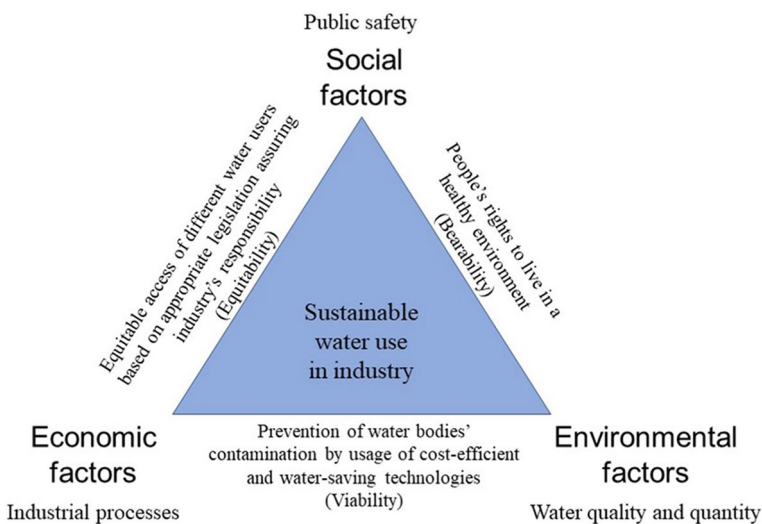 Public safety
Social
factors
Equitable access of different water users
based on appropriate legislation assuring
industry's responsibility
(Equitability)
People's rights to live in a
healthy environment
(Bearability)
Sustainable
water use
in industry
Economic
factors
Industrial processes
Prevention of water bodies'
contamination by usage of cost-efficient
and water-saving technologies
(Viability)
Environmental
factors
Water quality and quantity